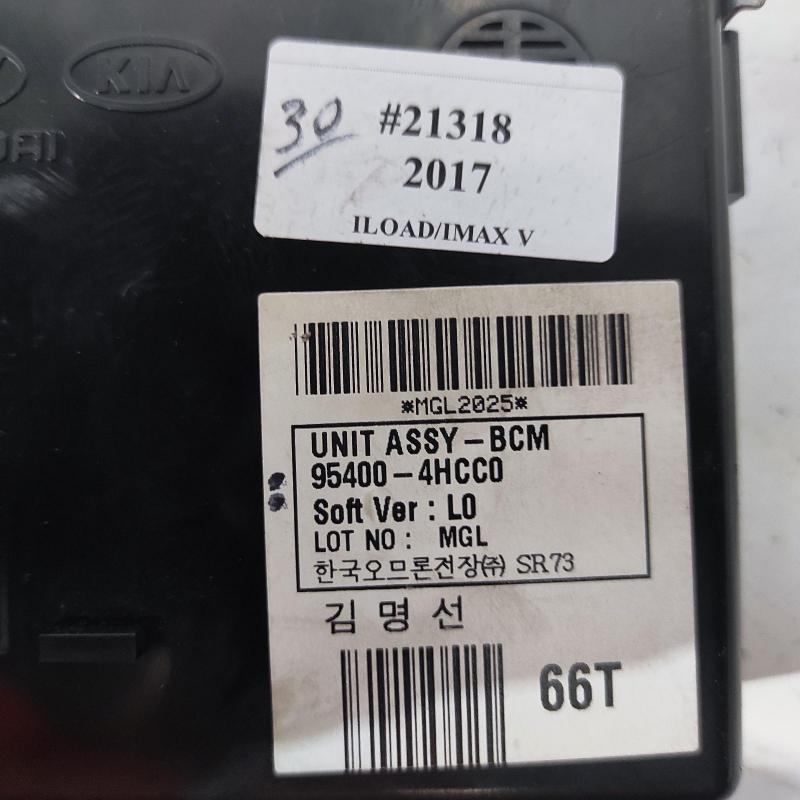 KIA
30
#21318
2017
ILOAD/IMAX V
*MGL2025*
UNIT ASSY-BCM
95400-4HCC0
Soft Ver : L0
LOT NO : MGL
한국오므론전장㈜ SR73
김 명 선
66T